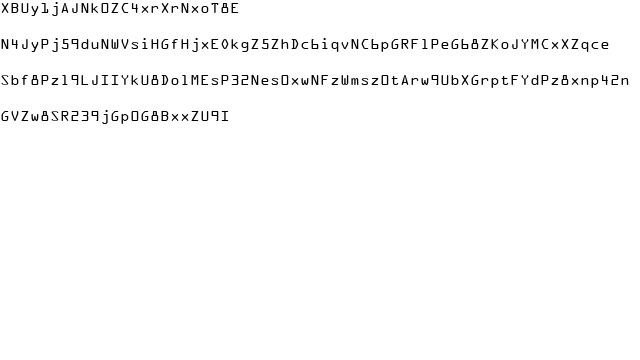 XBUy1jAJNkOZC4xrXrNxoT8E
N4JyPj59duNWVsiHGfHjxE0kgZ5ZhDc6iqvNC6pGRF1PeG68ZKoJYMCxXZqce
Sbf8Pz19LJIIYkU8Do1MEsP32NesOxwNFzWmszOtArw9UbXGrptFYdPz8xnp42n
GVZw8SR239jGpOG8BxxZU9I